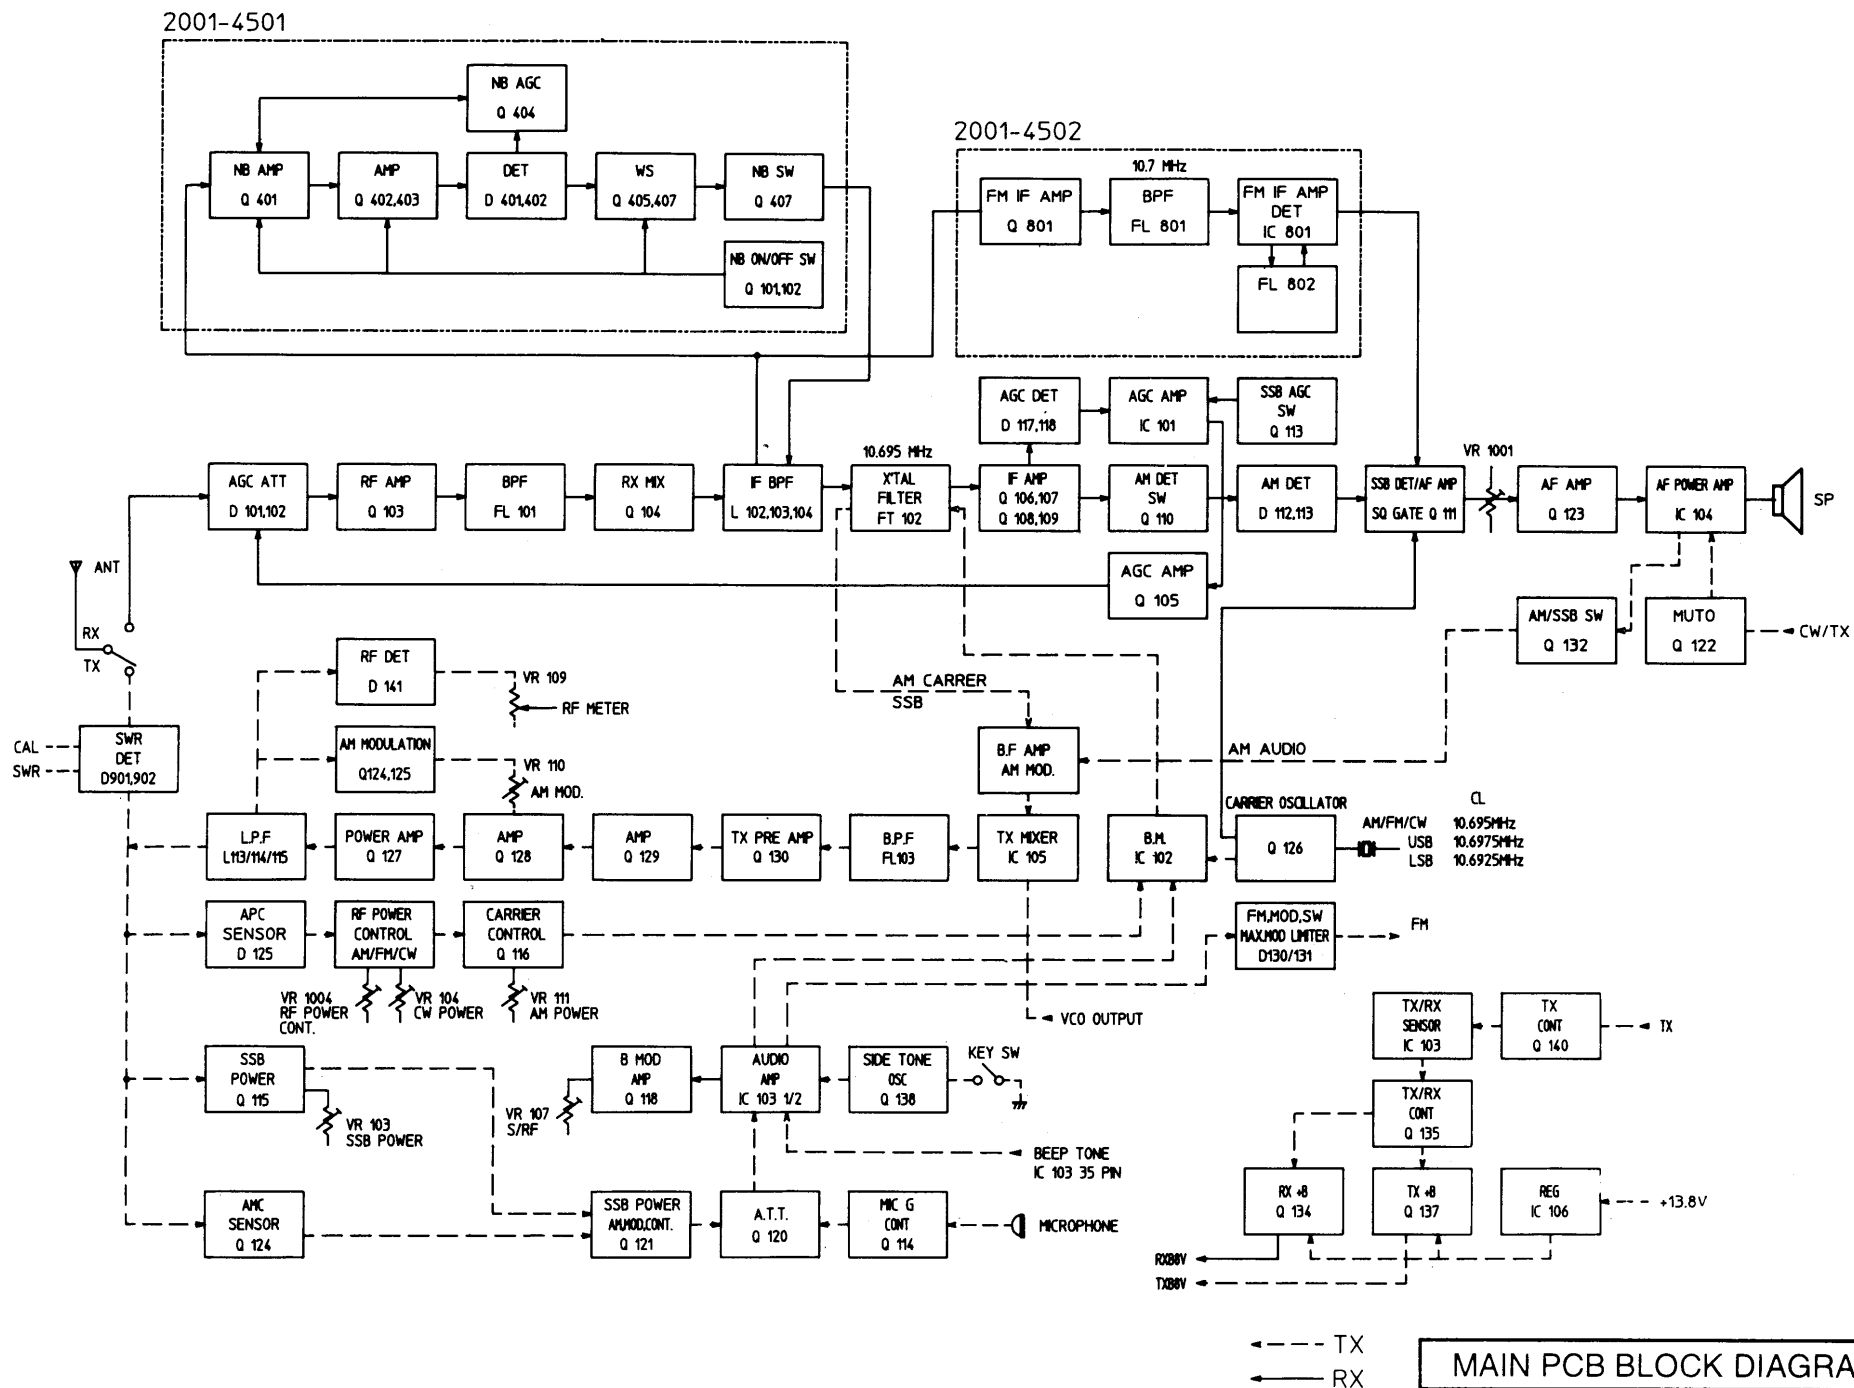 2001-4501
NB AGC
Q 404
NB AMP
Q 401
AMP
Q 402,403
DET
D 401,402
WS
Q 405,407
NB SW
Q 407
NB ON/OFF SW
Q 101,102
2001-4502
10.7 MHz
FM IF AMP
Q 801
BPF
FL 801
FM IF AMP
DET
IC 801
FL 802
AGC DET
D 117,118
AGC AMP
IC 101
SSB AGC
SW
Q 113
AGC ATT
D 101,102
RF AMP
Q 103
BPF
FL 101
RX MIX
Q 104
IF BPF
L 102,103,104
10.695 MHz
X'TAL
FILTER
FT 102
IF AMP
Q 106,107
Q 108,109
AM DET
SW
Q 110
AM DET
D 112,113
SSB DET/AF AMP
SQ GATE Q 111
VR 1001
AF AMP
Q 123
AF POWER AMP
IC 104
SP
AGC AMP
Q 105
ANT
RX
TX
AM/SSB SW
Q 132
MUTO
Q 122
CW/TX
RF DET
D 141
VR 109
RF METER
AM CARRER
SSB
CAL
SWR
SWR
DET
D901,902
AM MODULATION
Q124,125
VR 110
AM MOD.
B.F AMP
AM MOD.
AM AUDIO
L.P.F
L113/114/115
POWER AMP
Q 127
AMP
Q 128
AMP
Q 129
TX PRE AMP
Q 130
B.P.F
FL103
TX MIXER
IC 105
B.M.
IC 102
CARRIER OSCILLATOR
Q 126
CL
AM/FM/CW 10.695MHz
USB 10.6975MHz
LSB 10.6925MHz
APC
SENSOR
D 125
RF POWER
CONTROL
AM/FM/CW
CARRIER
CONTROL
Q 116
FM,MOD,SW
MAX.MOD LIMITER
D130/131
FM
VR 1004
RF POWER
CONT.
VR 104
CW POWER
VR 111
AM POWER
VCO OUTPUT
TX/RX
SENSOR
IC 103
TX
CONT
Q 140
TX
SSB
POWER
Q 115
VR 103
SSB POWER
B MOD
AMP
Q 118
VR 107
S/RF
AUDIO
AMP
IC 103 1/2
SIDE TONE
OSC
Q 138
KEY SW
TX/RX
CONT
Q 135
BEEP TONE
IC 103 35 PIN
AMC
SENSOR
Q 124
SSB POWER
AM.MOD.CONT.
Q 121
A.T.T.
Q 120
MIC G
CONT
Q 114
MICROPHONE
RX +B
Q 134
TX +B
Q 137
REG
IC 106
+13.8V
RXB8V
TXB8V
TX
RX
MAIN PCB BLOCK DIAGRA